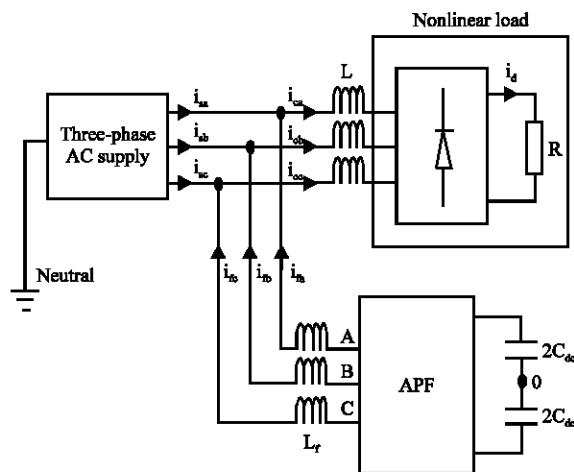 Nonlinear load
L
i_sa
i_ca
i_d
Three-phase
AC supply
i_sb
i_cb
R
i_sc
i_cc
Neutral
i_fc
i_fb
i_fa
A
B
C
L_f
APF
2C_dc
0
2C_dc